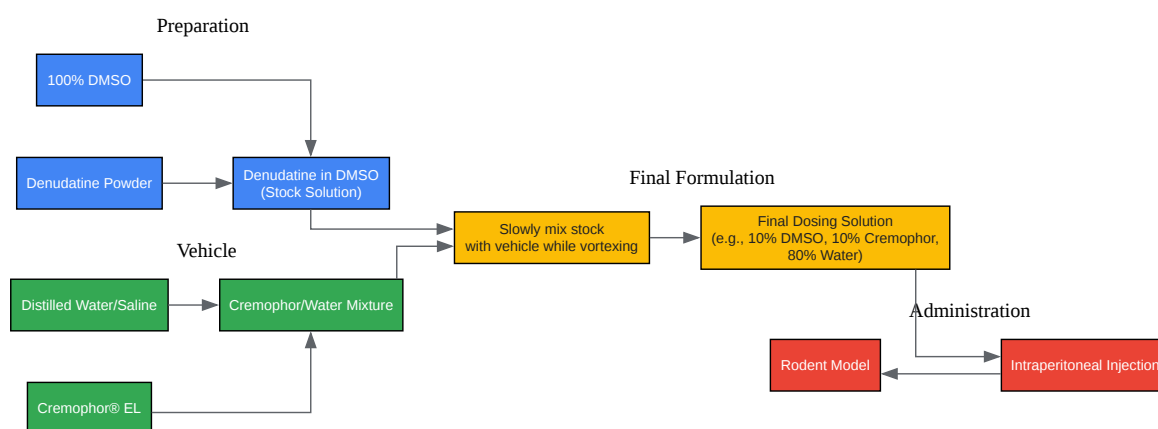 Preparation
100% DMSO
Denudatine Powder
Denudatine in DMSO
(Stock Solution)
Vehicle
Distilled Water/Saline
Cremophor/Water Mixture
Cremophor® EL
Final Formulation
Slowly mix stock
with vehicle while vortexing
Final Dosing Solution
(e.g., 10% DMSO, 10% Cremophor,
80% Water)
Administration
Rodent Model
Intraperitoneal Injection